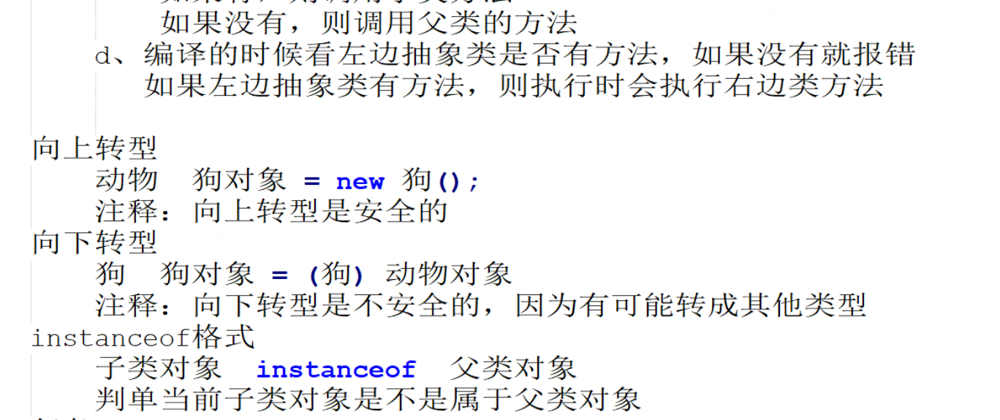 如果没有，则调用父类的方法
d、编译的时候看左边抽象类是否有方法，如果没有就报错
如果左边抽象类有方法，则执行时会执行右边类方法
向上转型
动物  狗对象 = new 狗();
注释：向上转型是安全的
向下转型
狗  狗对象 = (狗) 动物对象
注释：向下转型是不安全的，因为有可能转成其他类型
instanceof格式
子类对象  instanceof  父类对象
判单当前子类对象是不是属于父类对象